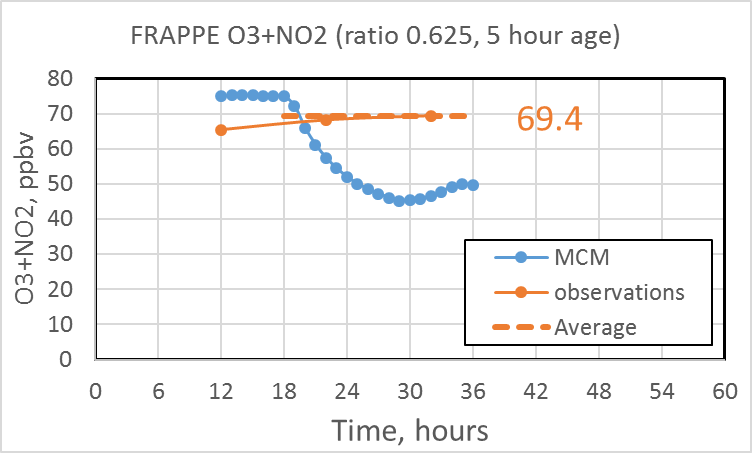 FRAPPE O3+NO2 (ratio 0.625, 5 hour age)
80
70
60
50
40
30
20
10
0
O3+NO2, ppbv
69.4
MCM
observations
Average
0 6 12 18 24 30 36 42 48 54 60
Time, hours